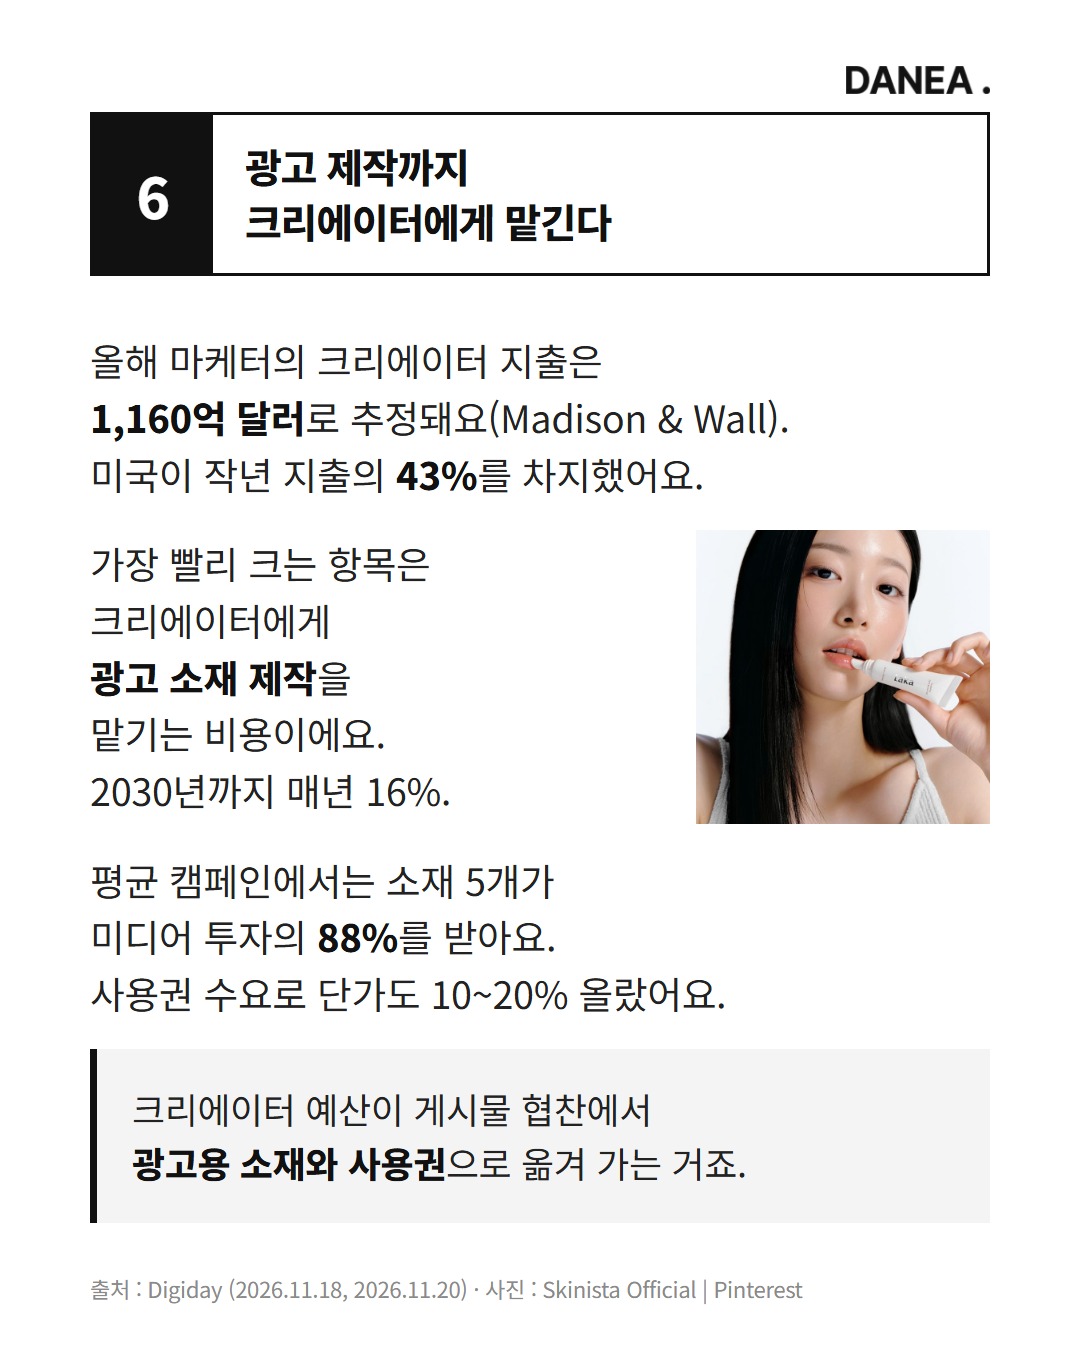 DANEA .
6
광고 제작까지
크리에이터에게 맡긴다
올해 마케터의 크리에이터 지출은
1,160억 달러로 추정돼요(Madison & Wall).
미국이 작년 지출의 43%를 차지했어요.
가장 빨리 크는 항목은
크리에이터에게
광고 소재 제작을
맡기는 비용이에요.
2030년까지 매년 16%.
laka
평균 캠페인에서는 소재 5개가
미디어 투자의 88%를 받아요.
사용권 수요로 단가도 10~20% 올랐어요.
크리에이터 예산이 게시물 협찬에서
광고용 소재와 사용권으로 옮겨 가는 거죠.
출처 : Digiday (2026.11.18, 2026.11.20) · 사진 : Skinista Official | Pinterest